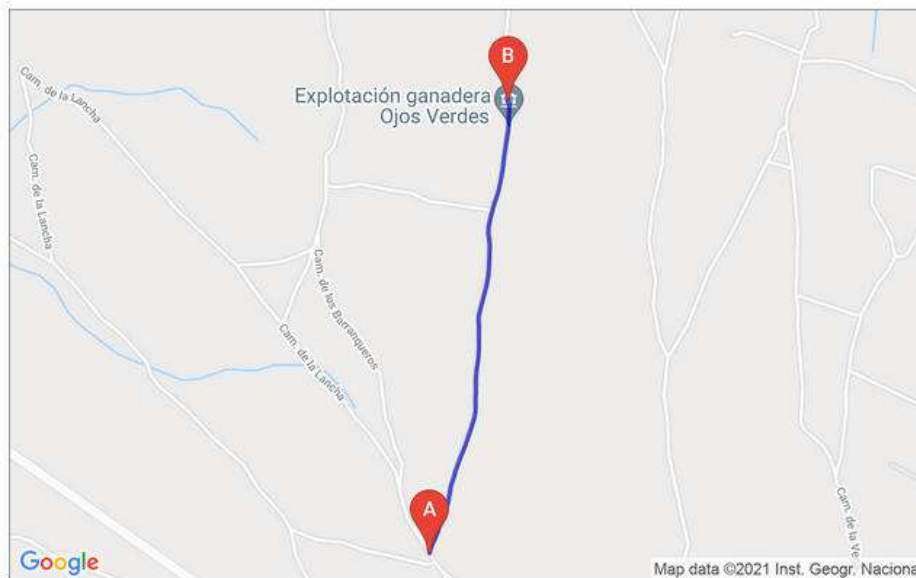 B
Explotación ganadera
Ojos Verdes
Cam. de la Lancha
Cam. de la Lancha
Cam. de los Barranqueros
Cam. de la Lancha
A
Cam. de la Ve
Google
Map data ©2021 Inst. Geogr. Naciona